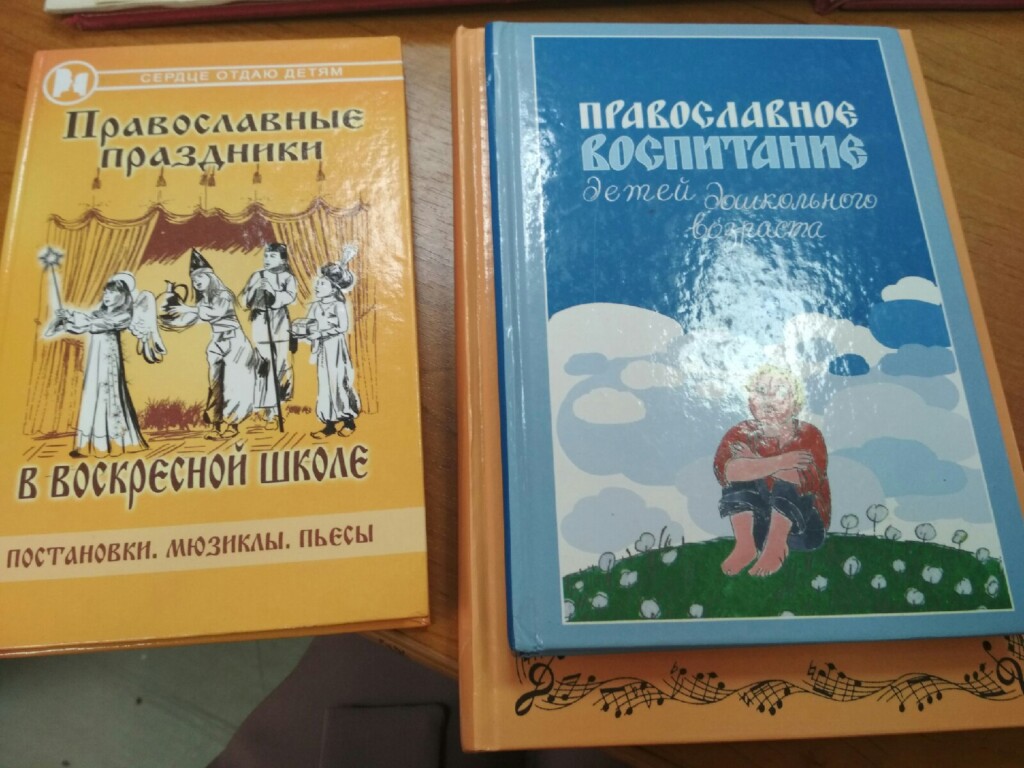 СЕРДЦЕ ОТДАЮ ДЕТЯМ
Православные
праздники
в воскресной школе
ПОСТАНОВКИ. МЮЗИКЛЫ. ПЬЕСЫ
ПРАВОСЛАВНОЕ
ВОСПИТАНИЕ
детей дошкольного
возраста